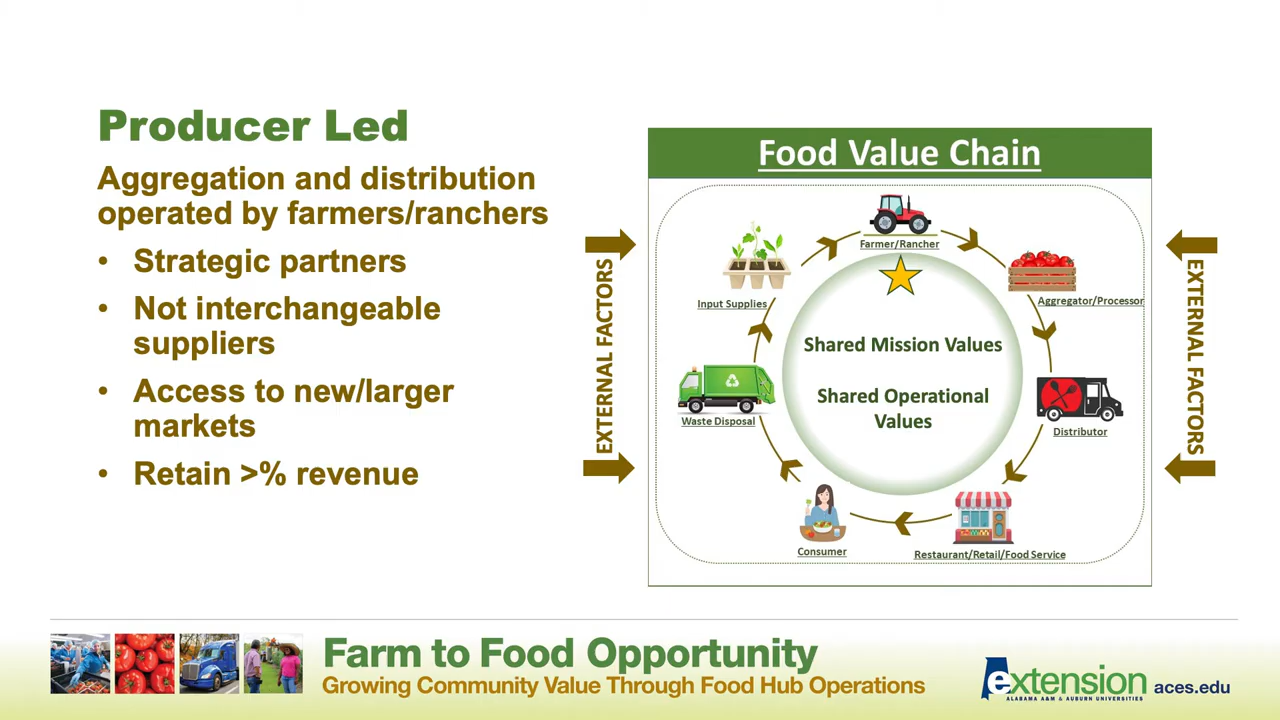 Producer Led
Aggregation and distribution
operated by farmers/ranchers
• Strategic partners
• Not interchangeable
suppliers
• Access to new/larger
markets
• Retain >% revenue
Food Value Chain
EXTERNAL FACTORS
Farmer/Rancher
Aggregator/Processor
Distributor
Restaurant/Retail/Food Service
Consumer
Waste Disposal
Input Supplies
Shared Mission Values
Shared Operational
Values
EXTERNAL FACTORS
Farm to Food Opportunity
Growing Community Value Through Food Hub Operations
extension
ALABAMA A&M & AUBURN UNIVERSITIES
aces.edu